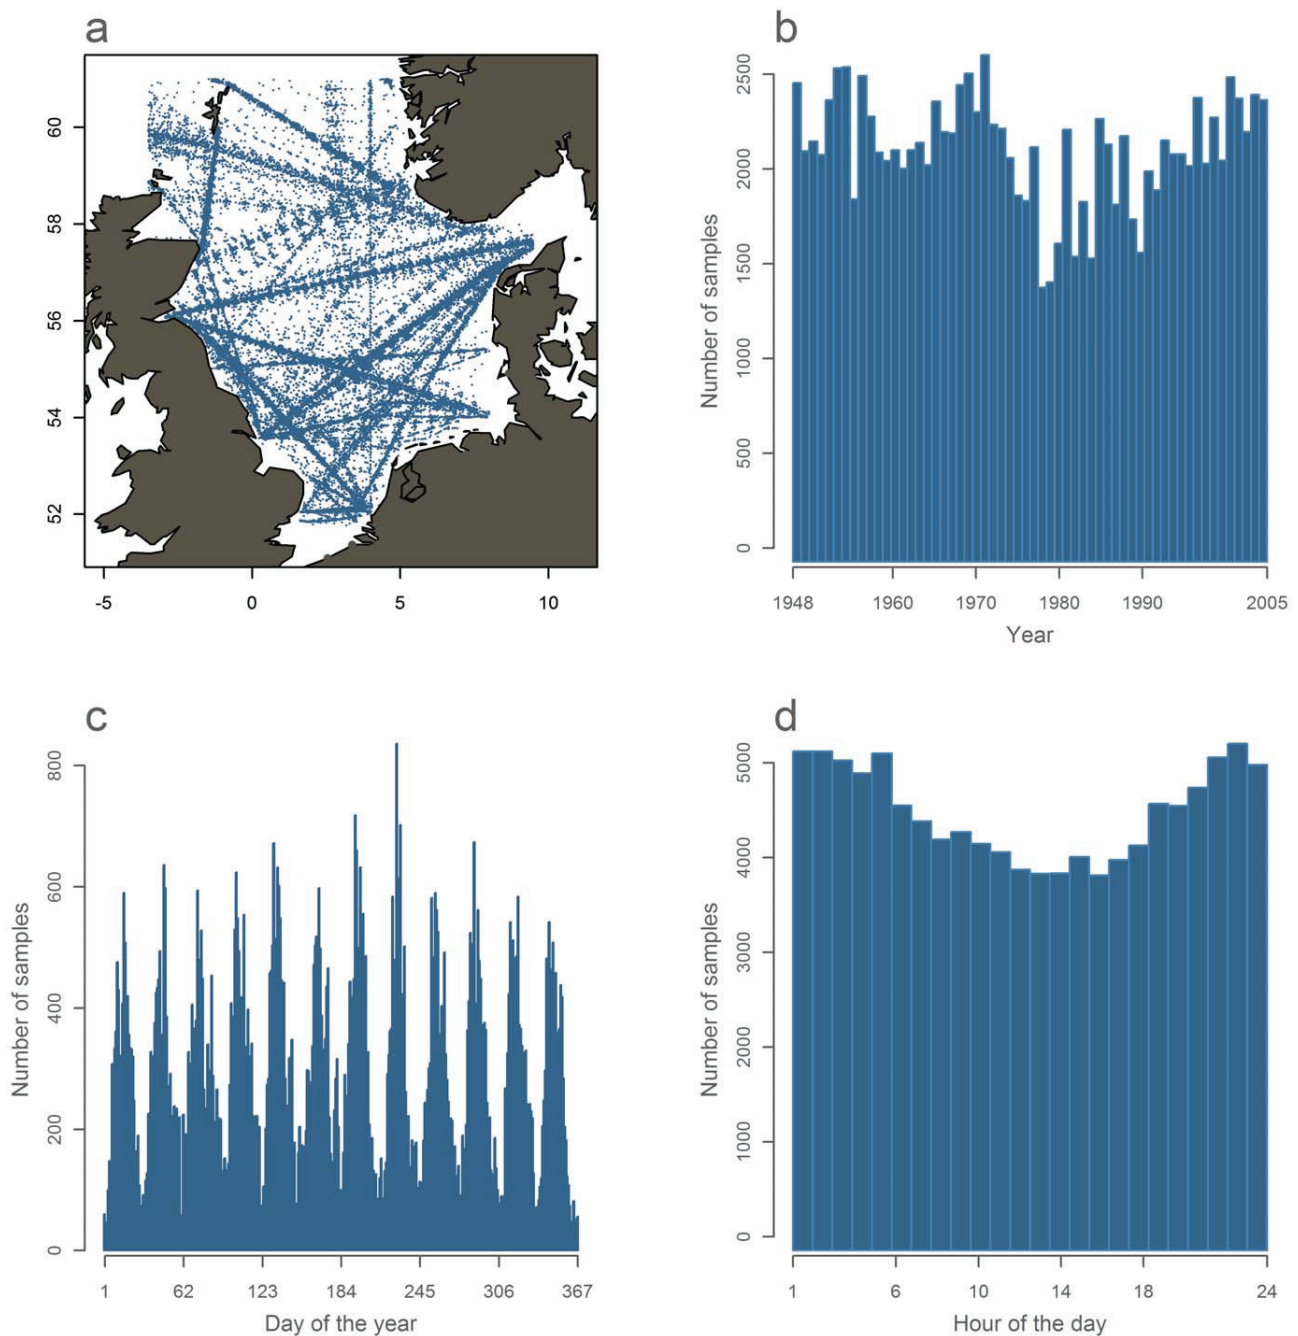 a
60
58
56
54
52
-5 0 5 10
b
Number of samples
2500
2000
1500
1000
500
0
1948 1960 1970 1980 1990 2005
Year
c
Number of samples
800
600
400
200
0
1 62 123 184 245 306 367
Day of the year
d
Number of samples
5000
4000
3000
2000
1000
0
1 6 10 14 18 24
Hour of the day